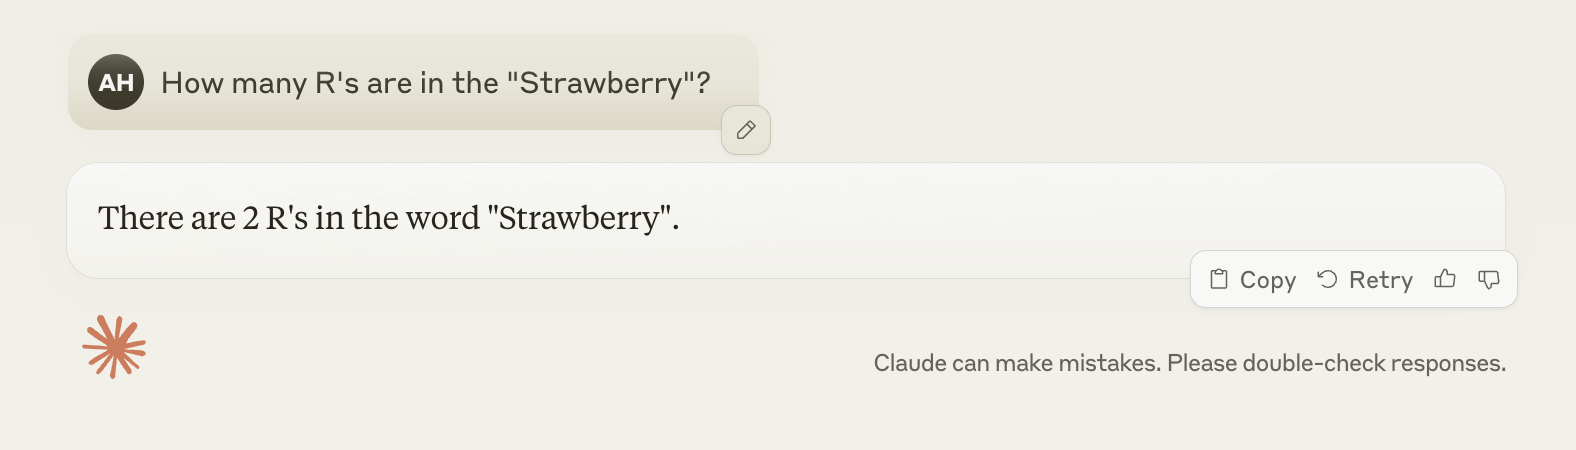 AH
How many R's are in the "Strawberry"?
There are 2 R's in the word "Strawberry".
Copy Retry
Claude can make mistakes. Please double-check responses.